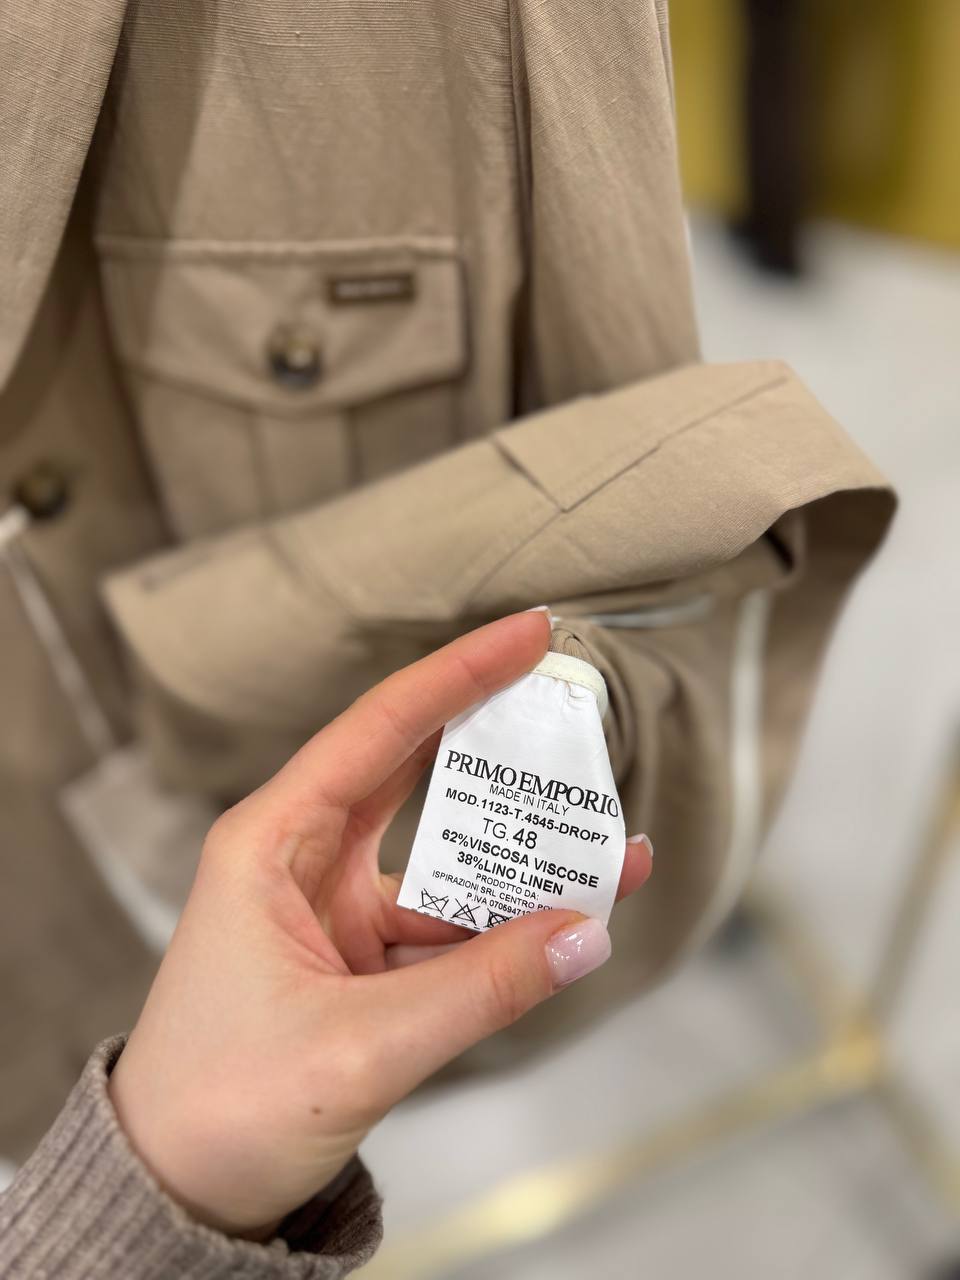 PRIMO EMPORIO
MADE IN ITALY
MOD.1123-T.4545-DROP7
TG. 48
62%VISCOSA VISCOSE
38%LINO LINEN
PRODOTTO DA:
ISPIRAZIONI SRL CENTRO
P.IVA